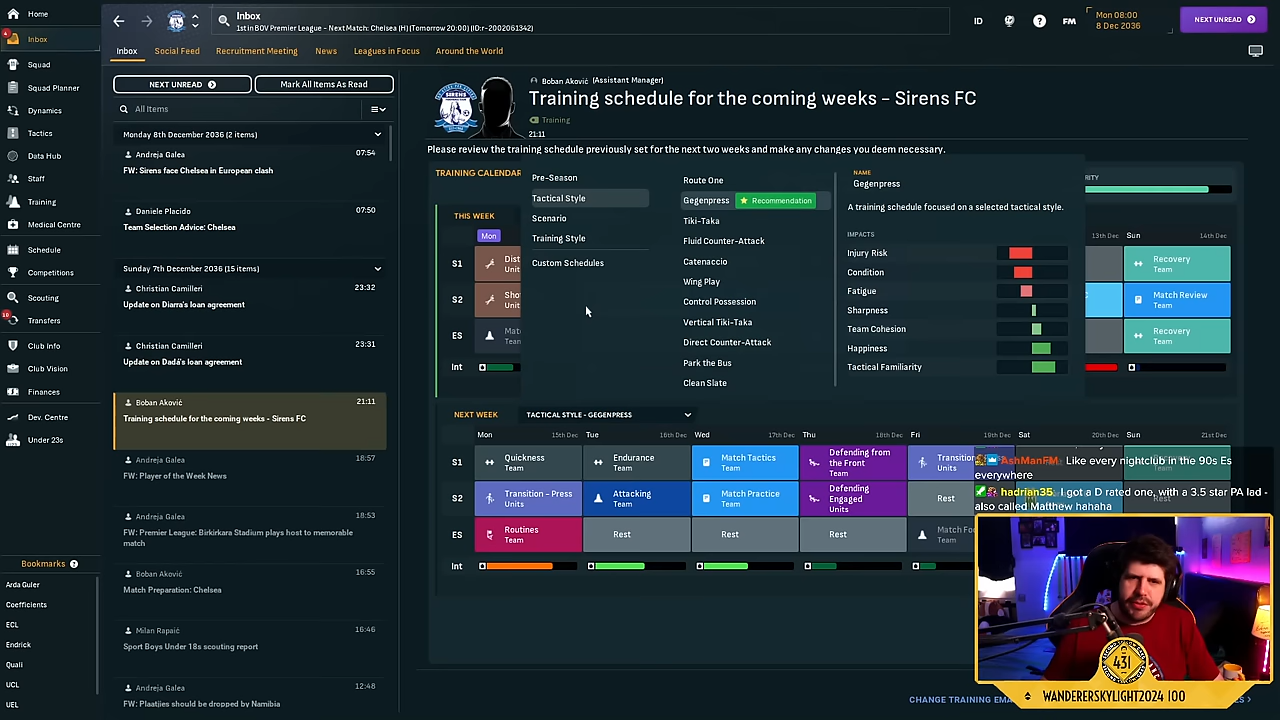 Home
Inbox
1st in BOV Premier League - Next Match: Chelsea (H) (Tomorrow 20:00) (ID:r-2002061342)
ID
FM
Mon 08:00
8 Dec 2036
NEXT UNREAD
4
Inbox
Squad
Squad Planner
Dynamics
Tactics
Data Hub
Staff
Training
Medical Centre
Schedule
Competitions
Scouting
10
Transfers
Club Info
Club Vision
Finances
Dev. Centre
Under 23s
Bookmarks
Arda Guler
Coefficients
ECL
Endrick
Quali
UCL
UEL
Inbox
Social Feed
Recruitment Meeting
News
Leagues in Focus
Around the World
NEXT UNREAD
Mark All Items As Read
All Items
Monday 8th December 2036 (2 items)
Andreja Galea
07:54
FW: Sirens face Chelsea in European clash
Daniele Placido
07:50
Team Selection Advice: Chelsea
Sunday 7th December 2036 (15 items)
Christian Camilleri
23:32
Update on Diarra's loan agreement
Christian Camilleri
23:31
Update on Dadá's loan agreement
Boban Aković
21:11
Training schedule for the coming weeks - Sirens FC
Andreja Galea
18:57
FW: Player of the Week News
Andreja Galea
18:53
FW: Premier League: Birkirkara Stadium plays host to memorable
match
Boban Aković
16:55
Match Preparation: Chelsea
Milan Rapaić
16:46
Sport Boys Under 18s scouting report
Andreja Galea
12:48
FW: Plaatjies should be dropped by Namibia
SIRENS
Boban Aković (Assistant Manager)
Training schedule for the coming weeks - Sirens FC
Training
21:11
Please review the training schedule previously set for the next two weeks and make any changes you deem necessary.
TRAINING CALENDAR
THIS WEEK
Mon
S1
S2
ES
Int
Pre-Season
Tactical Style
Scenario
Training Style
Custom Schedules
Route One
Gegenpress
Recommendation
Tiki-Taka
Fluid Counter-Attack
Catenaccio
Wing Play
Control Possession
Vertical Tiki-Taka
Direct Counter-Attack
Park the Bus
Clean Slate
NAME
Gegenpress
A training schedule focused on a selected tactical style.
IMPACTS
Injury Risk
Condition
Fatigue
Sharpness
Team Cohesion
Happiness
Tactical Familiarity
13th Dec
Sun
14th Dec
Recovery
Team
Match Review
Team
Recovery
Team
NEXT WEEK
TACTICAL STYLE - GEGENPRESS
Mon
15th Dec
Tue
16th Dec
Wed
17th Dec
Thu
18th Dec
Fri
19th Dec
Sat
20th Dec
Sun
21st Dec
S1
Quickness
Team
Endurance
Team
Match Tactics
Team
Defending from
the Front
Team
Units
S2
Transition - Press
Units
Attacking
Team
Match Practice
Team
Defending
Engaged
Units
Rest
ES
Routines
Team
Rest
Rest
Rest
Team
Int
AshManFM: Like every nightclub in the 90s Es
everywhere
hadrian35: I got a D rated one, with a 3.5 star PA lad -
also called Matthew hahaha
431
WANDERERSKYLIGHT2024 100